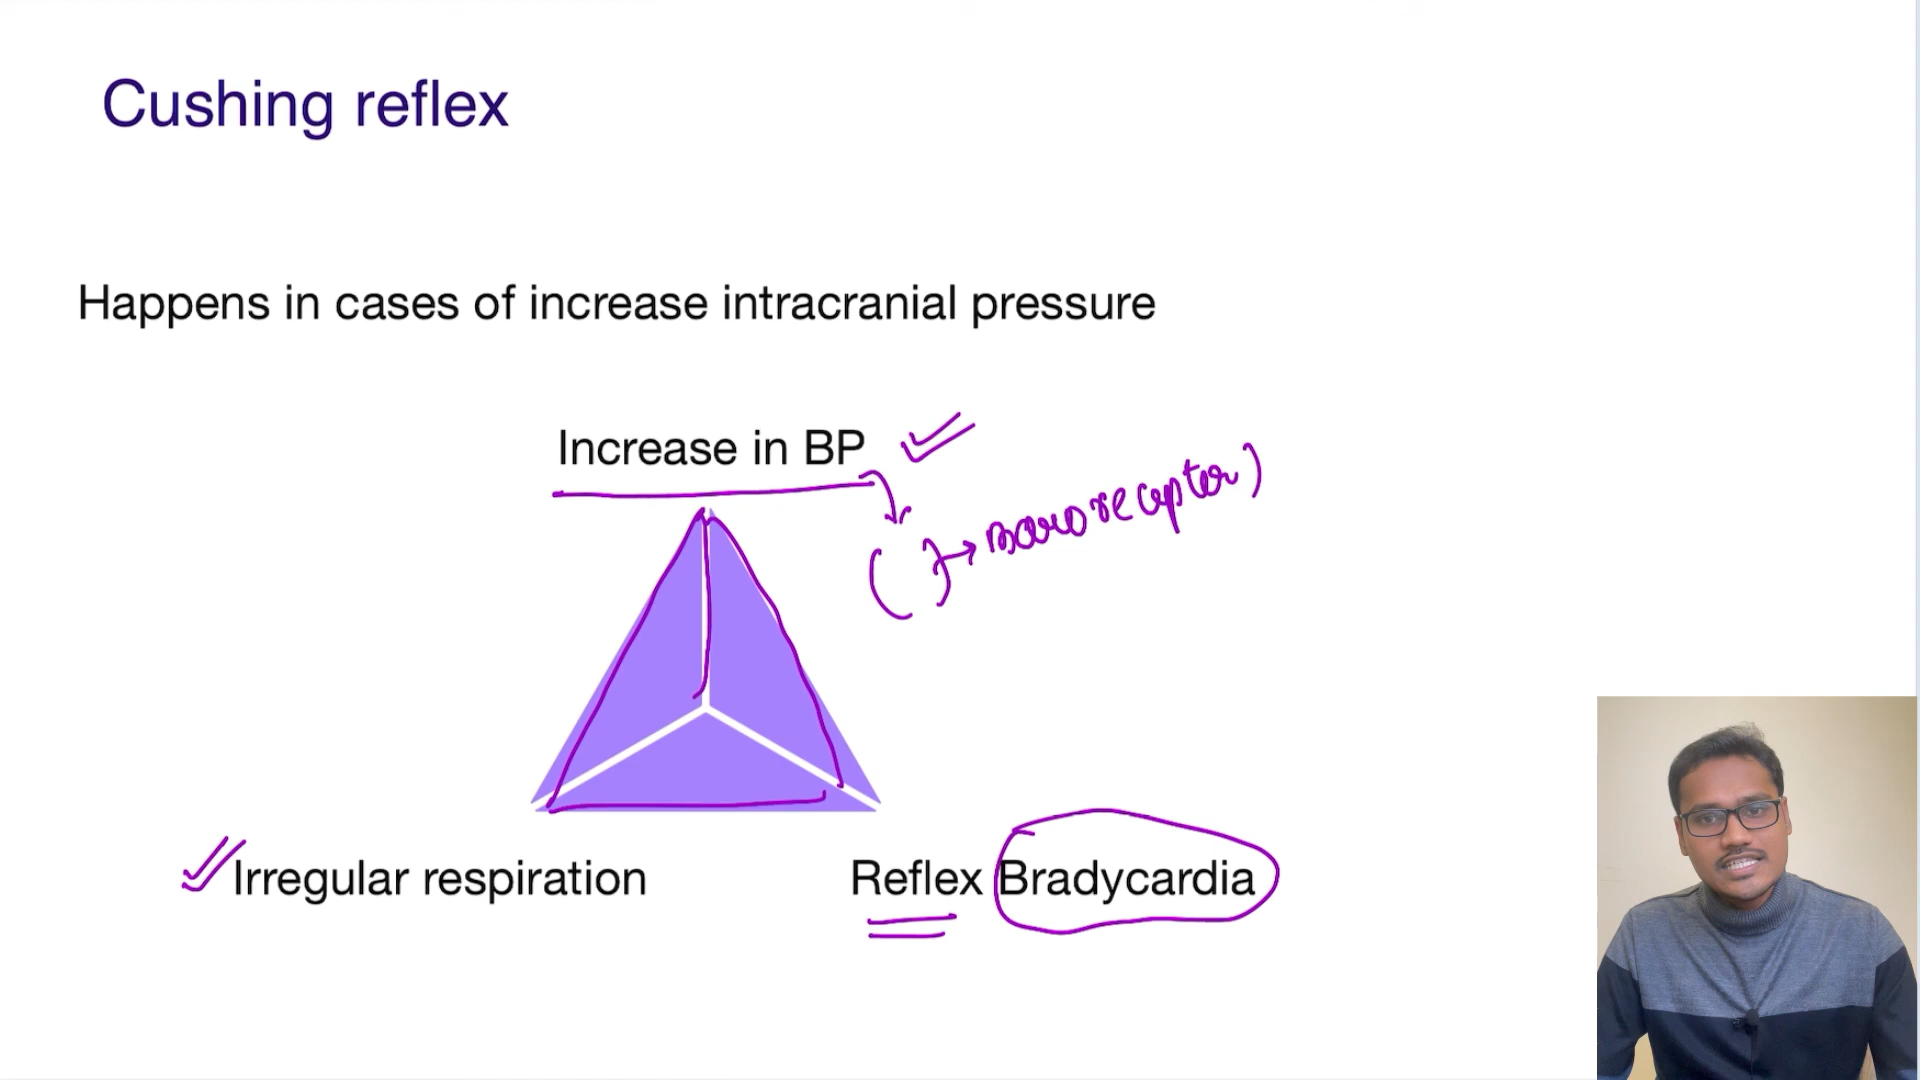 Cushing reflex
Happens in cases of increase intracranial pressure
Increase in BP
( } → Baroreceptor)
Irregular respiration
Reflex Bradycardia